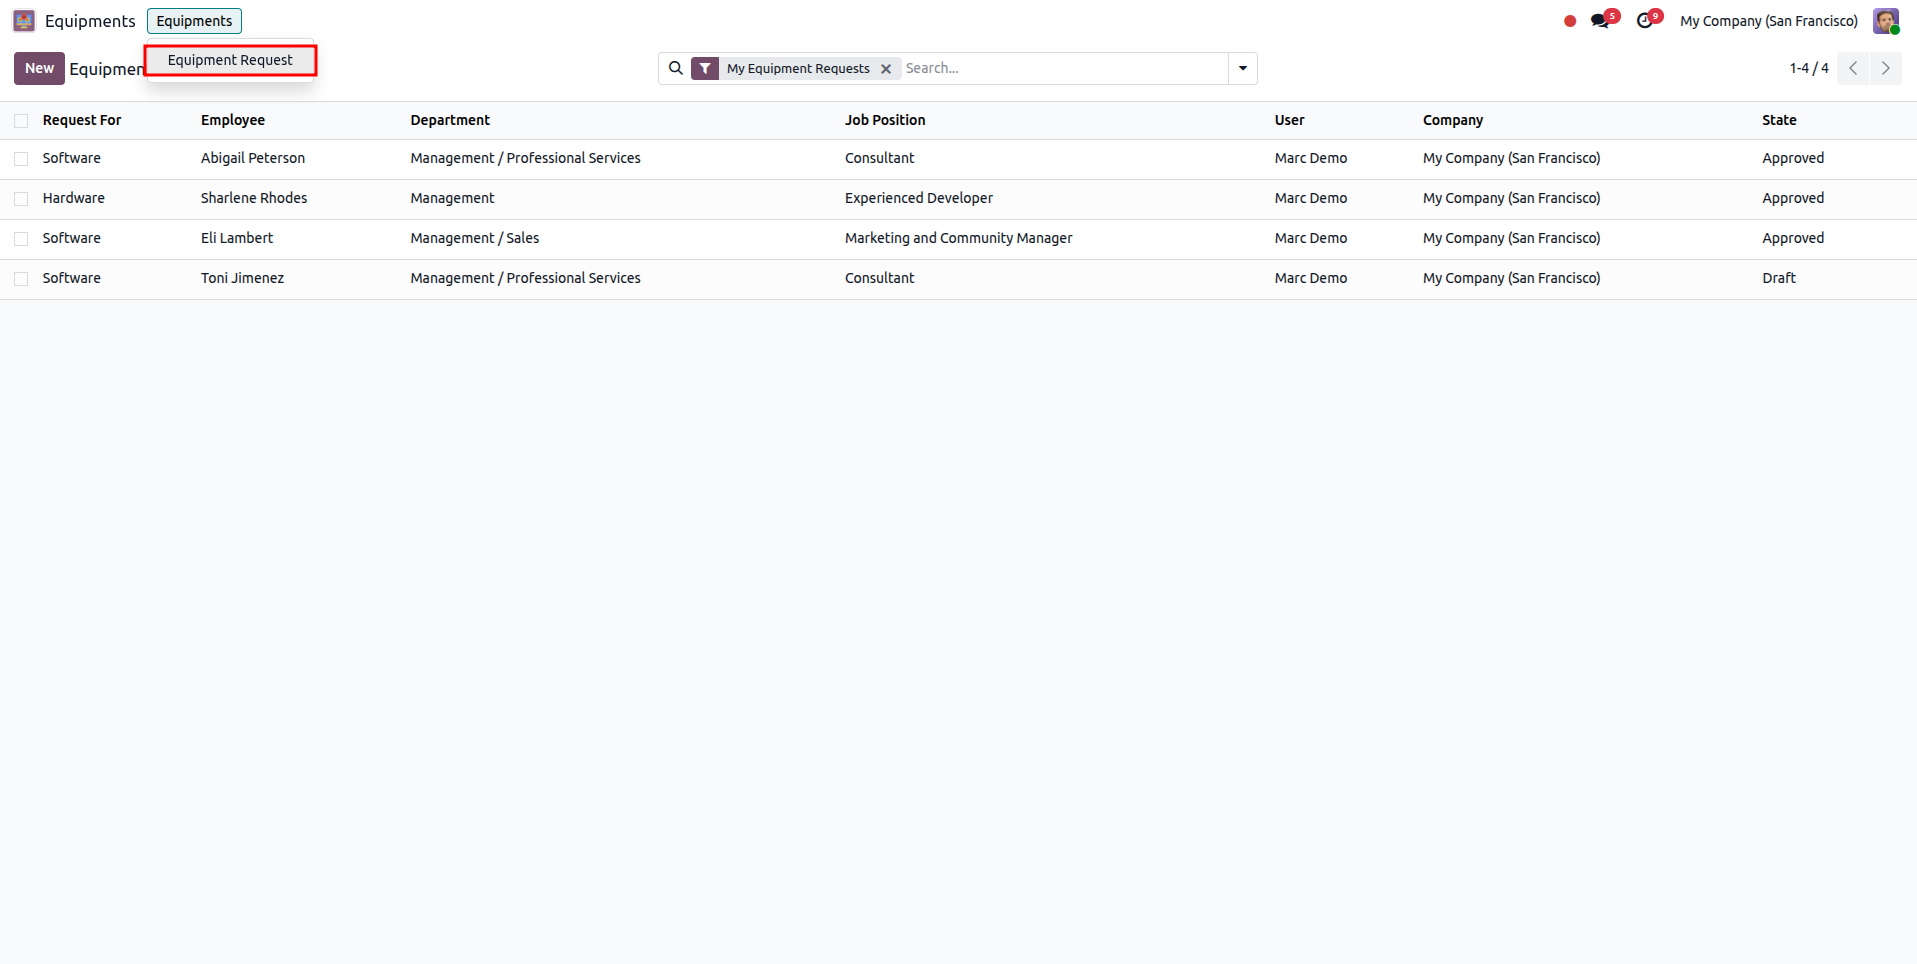 Equipments Equipments 5 9 My Company (San Francisco)
Equipment Request
New Equipmen My Equipment Requests Search... 1-4 / 4
Request For Employee Department Job Position User Company State
Software Abigail Peterson Management / Professional Services Consultant Marc Demo My Company (San Francisco) Approved
Hardware Sharlene Rhodes Management Experienced Developer Marc Demo My Company (San Francisco) Approved
Software Eli Lambert Management / Sales Marketing and Community Manager Marc Demo My Company (San Francisco) Approved
Software Toni Jimenez Management / Professional Services Consultant Marc Demo My Company (San Francisco) Draft